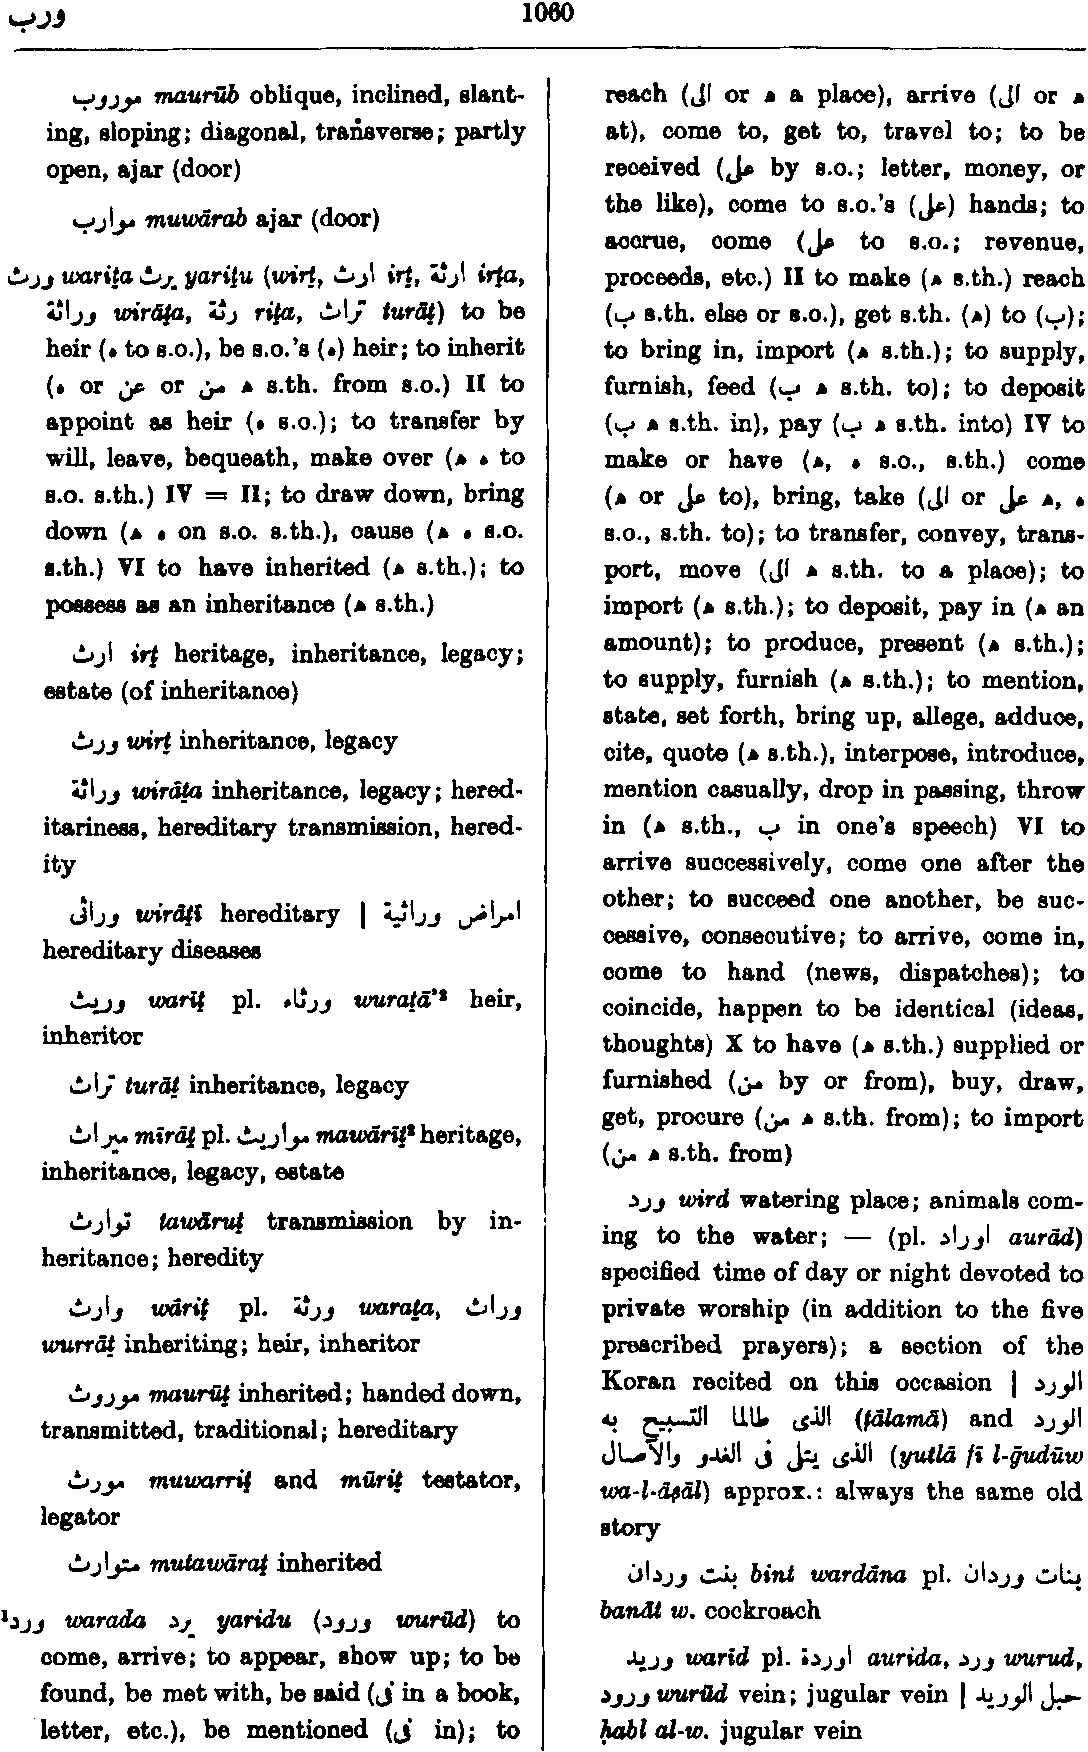 ورب
1060
موروب maurūb oblique, inclined, slant-
ing, sloping; diagonal, transverse; partly
open, ajar (door)
موارب muwārab ajar (door)
ورث wariṯa يرث yariṯu (wirṯ, ارث irṯ, ارثة irṯa,
وراثة wirāṯa, رثة riṯa, تراث turāṯ) to be
heir (ه to s.o.), be s.o.'s (ه) heir; to inherit
(ه or عن or من ه s.th. from s.o.) II to
appoint as heir (ه s.o.); to transfer by
will, leave, bequeath, make over (ه ه to
s.o. s.th.) IV = II; to draw down, bring
down (ه ه on s.o. s.th.), cause (ه ه s.o.
s.th.) VI to have inherited (ه s.th.); to
possess as an inheritance (ه s.th.)
ارث irṯ heritage, inheritance, legacy;
estate (of inheritance)
ورث wirṯ inheritance, legacy
وراثة wirāṯa inheritance, legacy; hered-
itariness, hereditary transmission, hered-
ity
وراثى wirāṯī hereditary | امراض وراثية
hereditary diseases
وريث warīṯ pl. ورثاء wuraṯā'² heir,
inheritor
تراث turāṯ inheritance, legacy
ميراث mīrāṯ pl. مواريث mawārīṯ² heritage,
inheritance, legacy, estate
توارث tawāruṯ transmission by in-
heritance; heredity
وارث wāriṯ pl. ورثة waraṯa, وراث
wurrāṯ inheriting; heir, inheritor
موروث maurūṯ inherited; handed down,
transmitted, traditional; hereditary
مورث muwarriṯ and mūriṯ testator,
legator
متوارث mutawāraṯ inherited
¹ورد warada يرد yaridu (ورود wurūd) to
come, arrive; to appear, show up; to be
found, be met with, be said (فى in a book,
letter, etc.), be mentioned (فى in); to
reach (الى or ه a place), arrive (الى or ه
at), come to, get to, travel to; to be
received (على by s.o.; letter, money, or
the like), come to s.o.'s (على) hands; to
accrue, come (على to s.o.; revenue,
proceeds, etc.) II to make (ه s.th.) reach
(ب s.th. else or s.o.), get s.th. (ه) to (ب);
to bring in, import (ه s.th.); to supply,
furnish, feed (ب ه s.th. to); to deposit
(ب ه s.th. in), pay (ب ه s.th. into) IV to
make or have (ه, ه s.o., s.th.) come
(ه or على to), bring, take (الى or على ه, ه
s.o., s.th. to); to transfer, convey, trans-
port, move (الى ه s.th. to a place); to
import (ه s.th.); to deposit, pay in (ه an
amount); to produce, present (ه s.th.);
to supply, furnish (ه s.th.); to mention,
state, set forth, bring up, allege, adduce,
cite, quote (ه s.th.), interpose, introduce,
mention casually, drop in passing, throw
in (ه s.th., ب in one's speech) VI to
arrive successively, come one after the
other; to succeed one another, be suc-
cessive, consecutive; to arrive, come in,
come to hand (news, dispatches); to
coincide, happen to be identical (ideas,
thoughts) X to have (ه s.th.) supplied or
furnished (من by or from), buy, draw,
get, procure (من ه s.th. from); to import
(من ه s.th. from)
ورد wird watering place; animals com-
ing to the water; — (pl. اوراد aurād)
specified time of day or night devoted to
private worship (in addition to the five
prescribed prayers); a section of the
Koran recited on this occasion | الورد
الذى طالما التسبيح به (ṭālamā) and الورد
الذى يتلى فى الغدو والآصال (yutlā fī l-ḡudūw
wa-l-āṣāl) approx.: always the same old
story
بنت وردان bint wardāna pl. بنات وردان
banāt w. cockroach
وريد warīd pl. اوردة aurida, ورد wurud,
ورود wurūd vein; jugular vein | حبل الوريد
ḥabl al-w. jugular vein